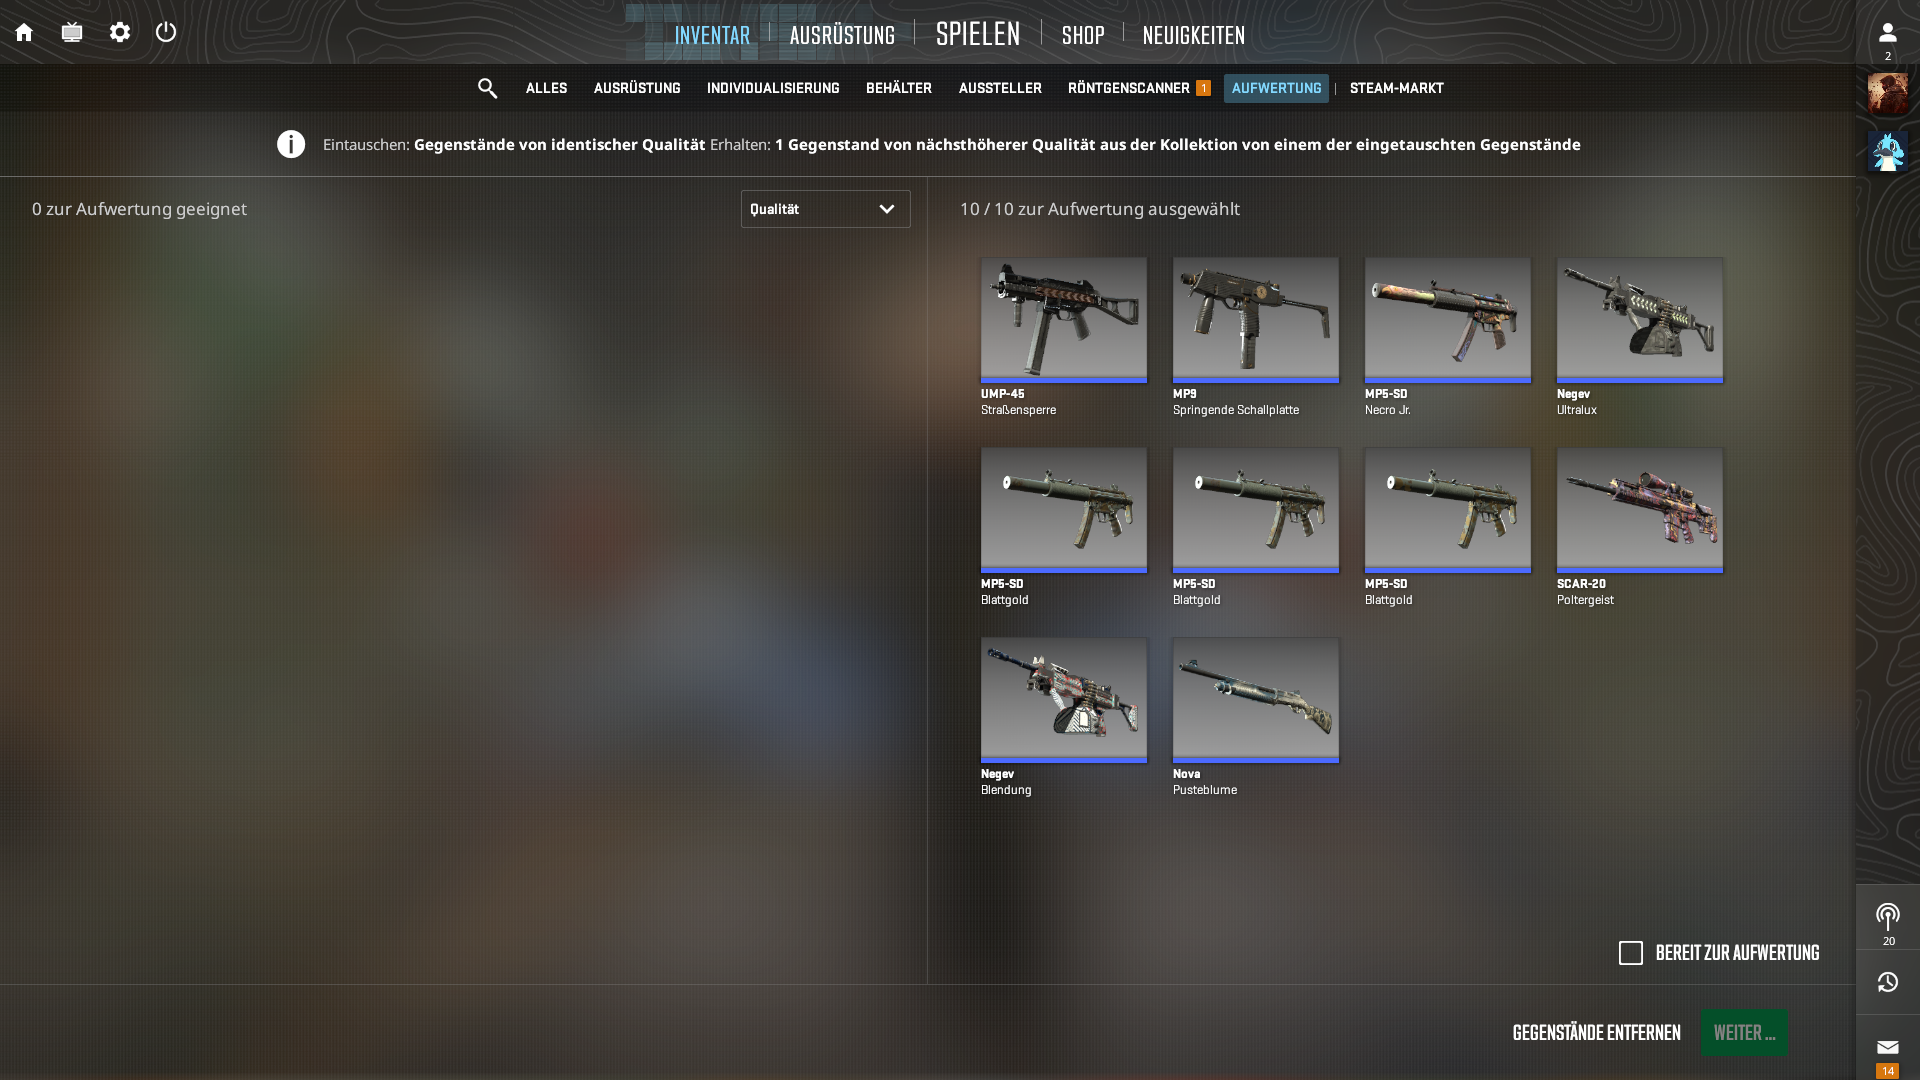 INVENTAR
AUSRÜSTUNG
SPIELEN
SHOP
NEUIGKEITEN
2
ALLES
AUSRÜSTUNG
INDIVIDUALISIERUNG
BEHÄLTER
AUSSTELLER
RÖNTGENSCANNER 1
AUFWERTUNG
STEAM-MARKT
Eintauschen: Gegenstände von identischer Qualität Erhalten: 1 Gegenstand von nächsthöherer Qualität aus der Kollektion von einem der eingetauschten Gegenstände
0 zur Aufwertung geeignet
Qualität
10 / 10 zur Aufwertung ausgewählt
UMP-45
Straßensperre
MP9
Springende Schallplatte
MP5-SD
Necro Jr.
Negev
Ultralux
MP5-SD
Blattgold
MP5-SD
Blattgold
MP5-SD
Blattgold
SCAR-20
Poltergeist
Negev
Blendung
Nova
Pusteblume
BEREIT ZUR AUFWERTUNG
20
GEGENSTÄNDE ENTFERNEN
WEITER ...
14